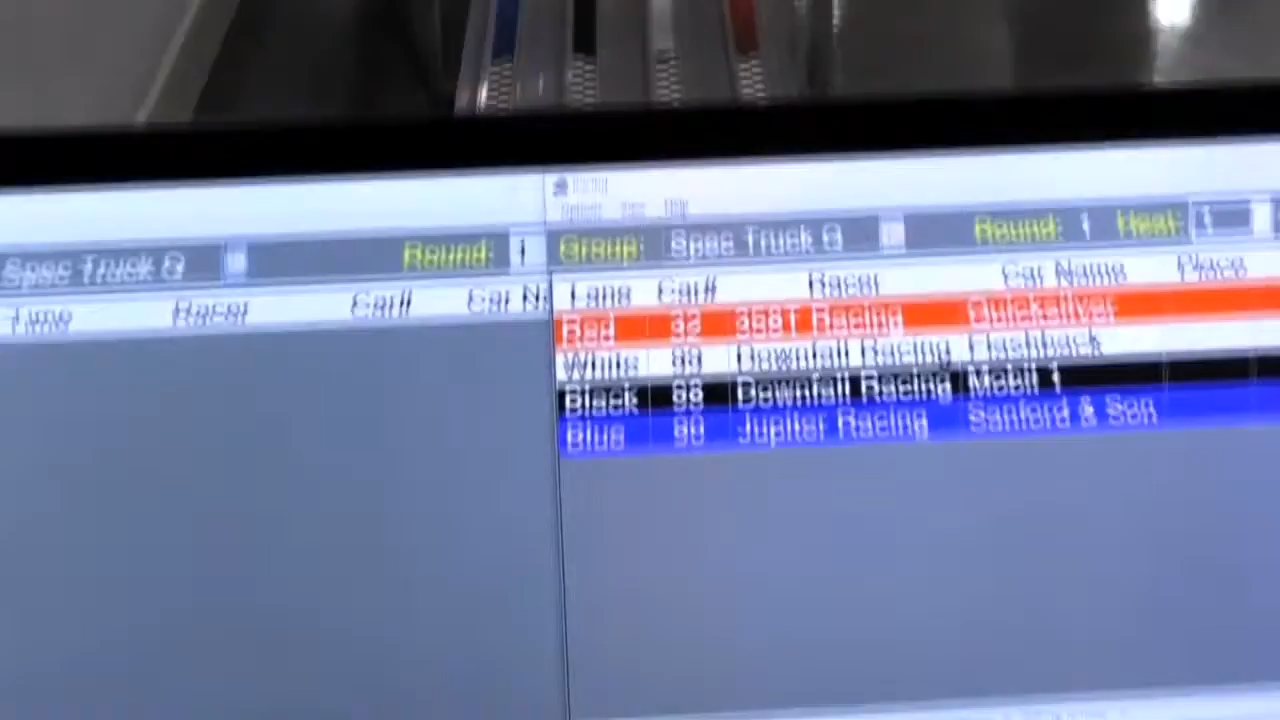 Spec Truck Q Round: 1
Time Racer Car# Car N
Group: Spec Truck Q Round: 1 Heat: 1
Lane Car# Racer Car Name Place
Red 32 358T Racing Quicksilver
White 99 Downfall Racing Flashback
Black 98 Downfall Racing Mobil 1
Blue 90 Jupiter Racing Sanford & Son